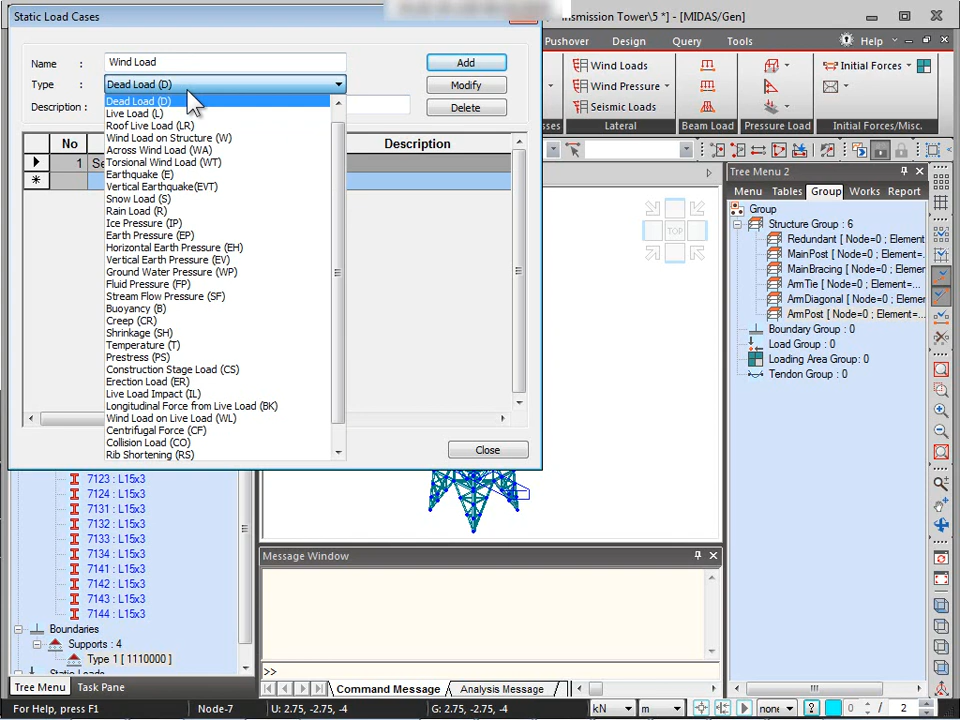 Static Load Cases
ansmission Tower\5 *] - [MIDAS/Gen]
Pushover Design Query Tools Help
Name : Wind Load
Type : Dead Load (D)
Description :
Add
Modify
Delete
Dead Load (D)
Live Load (L)
Roof Live Load (LR)
Wind Load on Structure (W)
Across Wind Load (WA)
Torsional Wind Load (WT)
Earthquake (E)
Vertical Earthquake(EVT)
Snow Load (S)
Rain Load (R)
Ice Pressure (IP)
Earth Pressure (EP)
Horizontal Earth Pressure (EH)
Vertical Earth Pressure (EV)
Ground Water Pressure (WP)
Fluid Pressure (FP)
Stream Flow Pressure (SF)
Buoyancy (B)
Creep (CR)
Shrinkage (SH)
Temperature (T)
Prestress (PS)
Construction Stage Load (CS)
Erection Load (ER)
Live Load Impact (IL)
Longitudinal Force from Live Load (BK)
Wind Load on Live Load (WL)
Centrifugal Force (CF)
Collision Load (CO)
Rib Shortening (RS)
No
Description
1 Se
*
Close
Wind Loads
Wind Pressure
Seismic Loads
Initial Forces
sses Lateral Beam Load Pressure Load Initial Forces/Misc.
TOP
Tree Menu 2
Menu Tables Group Works Report
Group
Structure Group : 6
Redundant [ Node=0 ; Element
MainPost [ Node=0 ; Element=...
MainBracing [ Node=0 ; Element
ArmTie [ Node=0 ; Element=...
ArmDiagonal [ Node=0 ; Element
ArmPost [ Node=0 ; Element=...
Boundary Group : 0
Load Group : 0
Loading Area Group: 0
Tendon Group : 0
7123 : L15x3
7124 : L15x3
7131 : L15x3
7132 : L15x3
7133 : L15x3
7134 : L15x3
7141 : L15x3
7142 : L15x3
7143 : L15x3
7144 : L15x3
Boundaries
Supports : 4
Type 1 [ 1110000 ]
Static Loads
Tree Menu Task Pane
Message Window
>>
Command Message Analysis Message
For Help, press F1 Node-7 U: 2.75, -2.75, -4 G: 2.75, -2.75, -4 kN m none 0 / 2